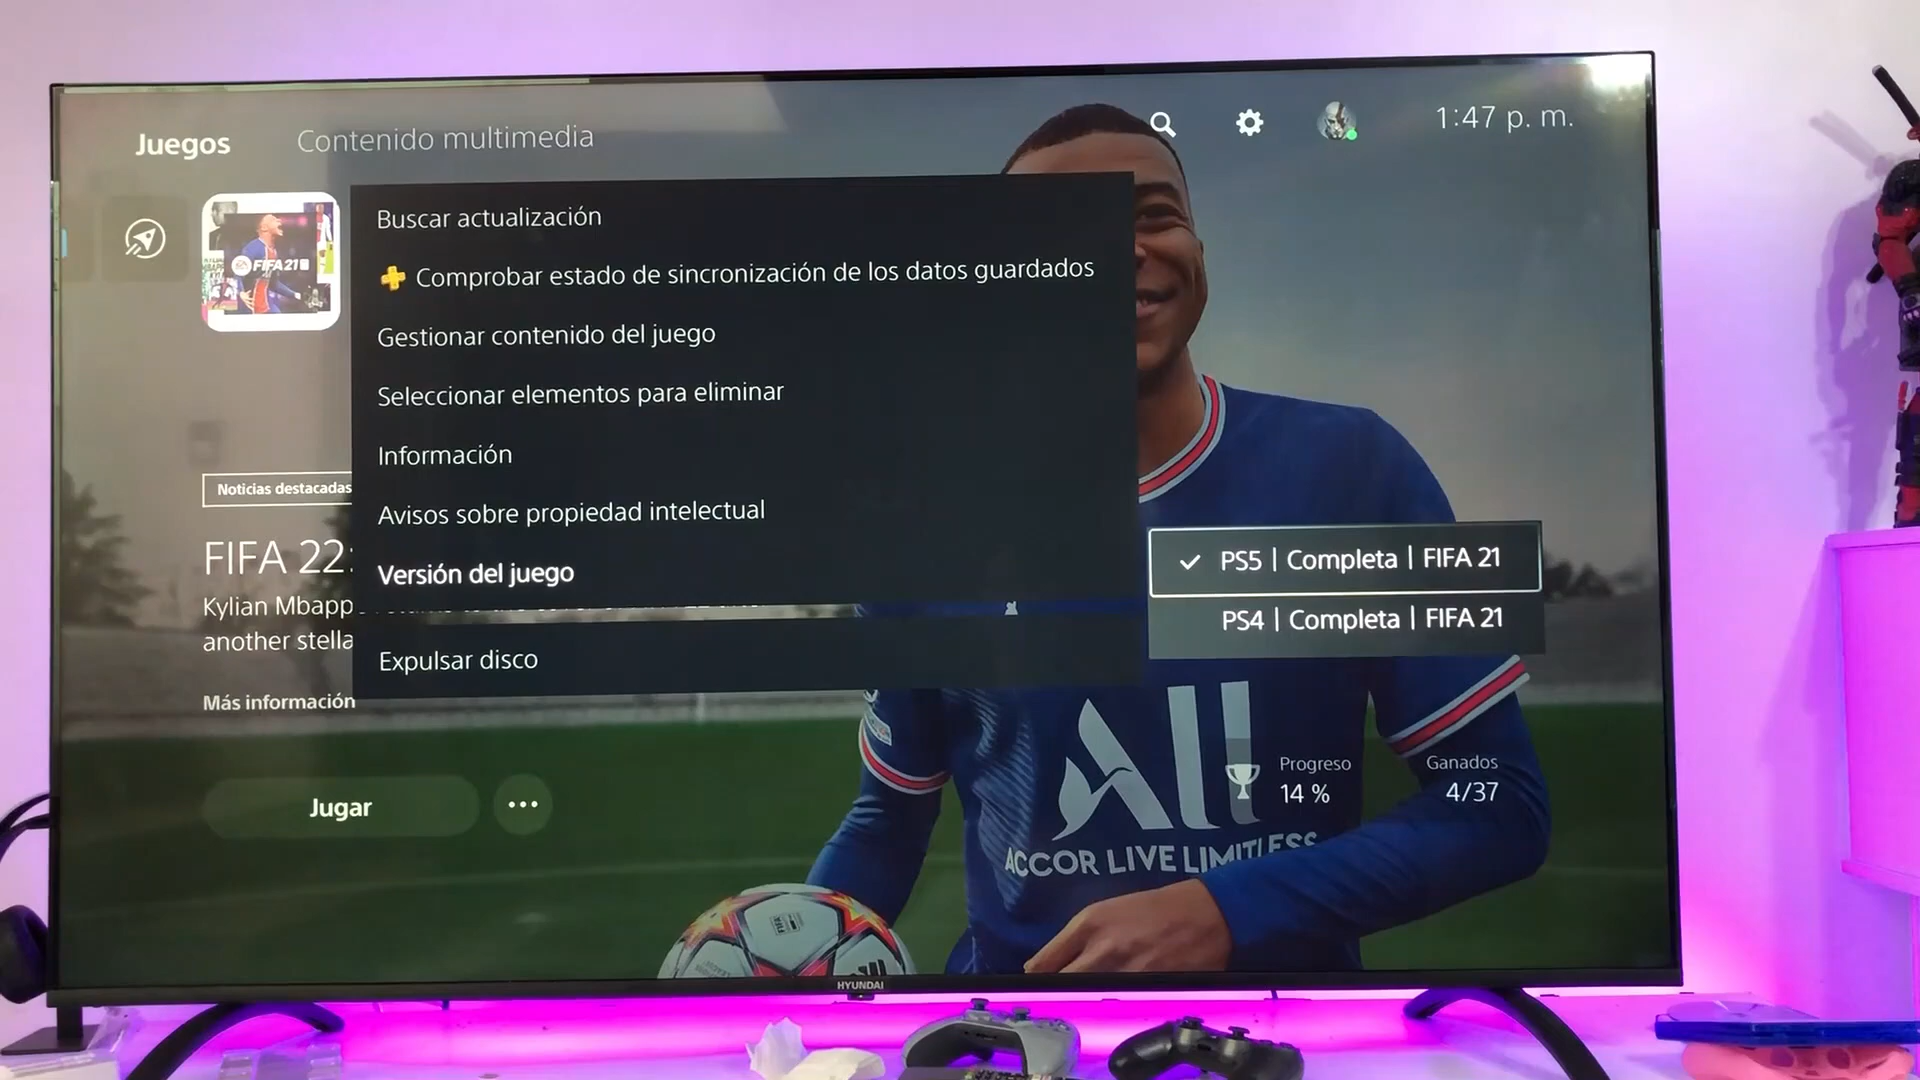 Juegos
Contenido multimedia
1:47 p. m.
FIFA 21
Buscar actualización
Comprobar estado de sincronización de los datos guardados
Gestionar contenido del juego
Seleccionar elementos para eliminar
Información
Avisos sobre propiedad intelectual
Versión del juego
Expulsar disco
PS5 | Completa | FIFA 21
PS4 | Completa | FIFA 21
Noticias destacadas
FIFA 22:
Kylian Mbapp
another stella
Más información
Jugar
Progreso
14 %
Ganados
4/37
ALL
ACCOR LIVE LIMITLESS
HYUNDAI